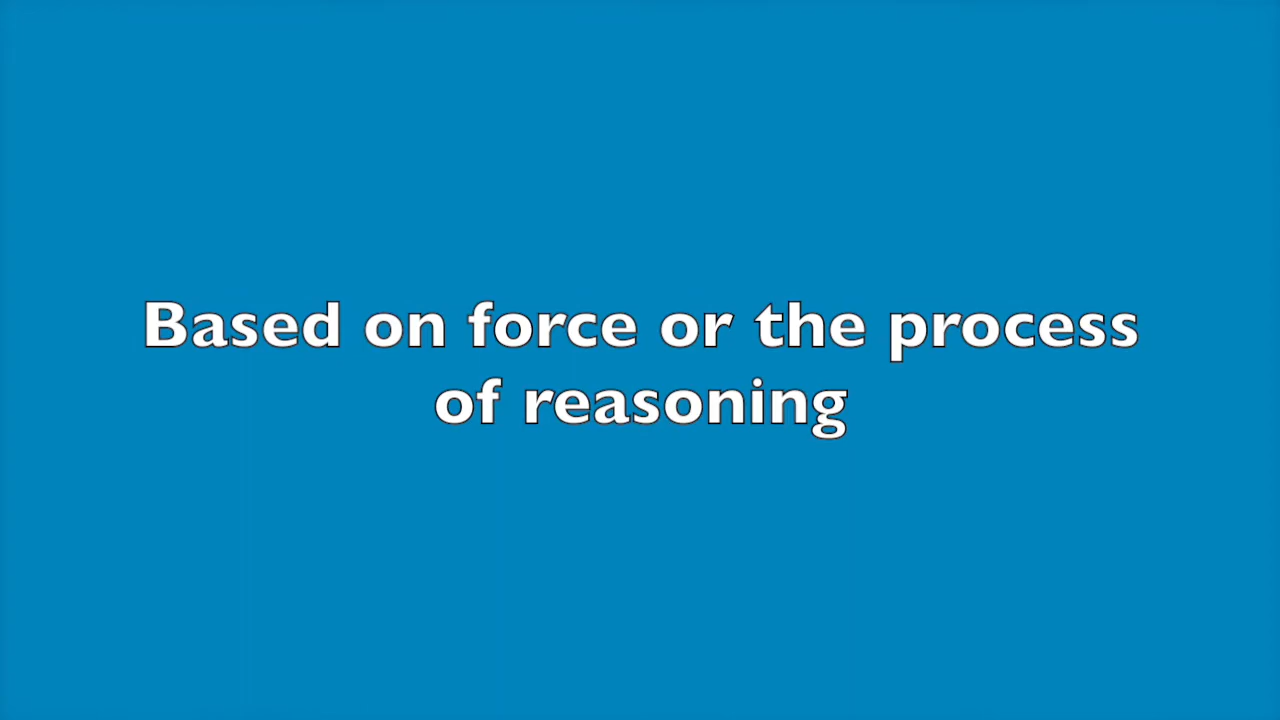 Based on force or the process
of reasoning